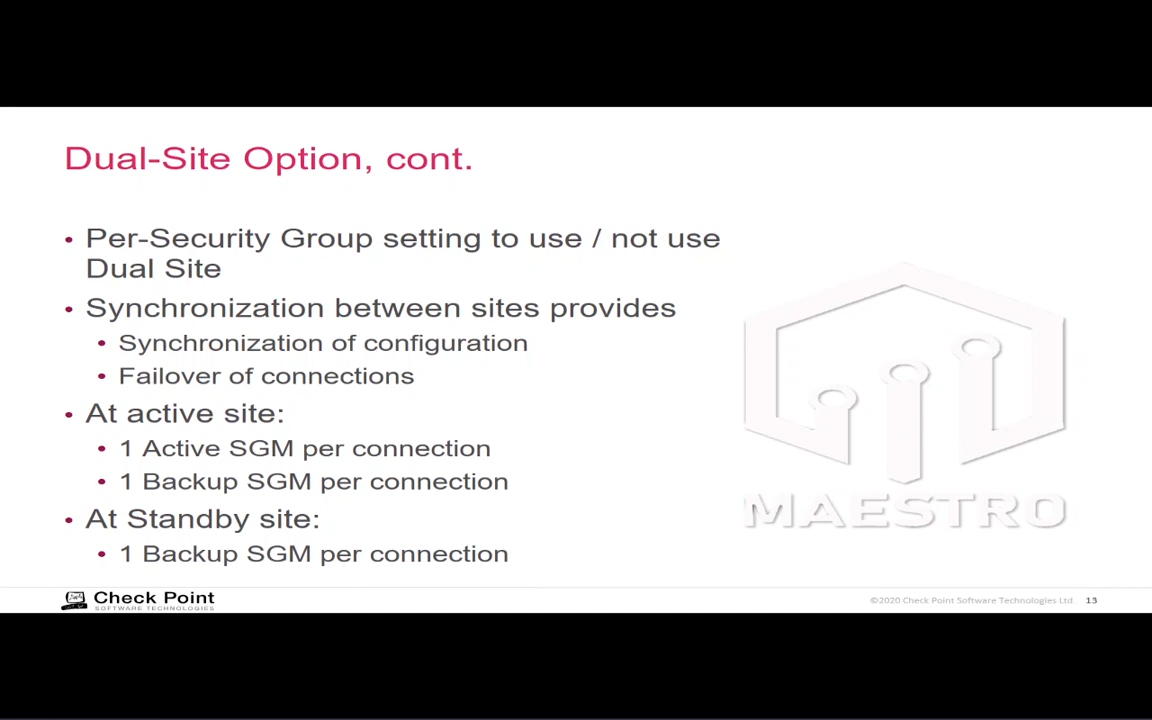 Dual-Site Option, cont.
• Per-Security Group setting to use / not use
Dual Site
• Synchronization between sites provides
• Synchronization of configuration
• Failover of connections
• At active site:
• 1 Active SGM per connection
• 1 Backup SGM per connection
• At Standby site:
• 1 Backup SGM per connection
MAESTRO
Check Point
SOFTWARE TECHNOLOGIES
©2020 Check Point Software Technologies Ltd. 13